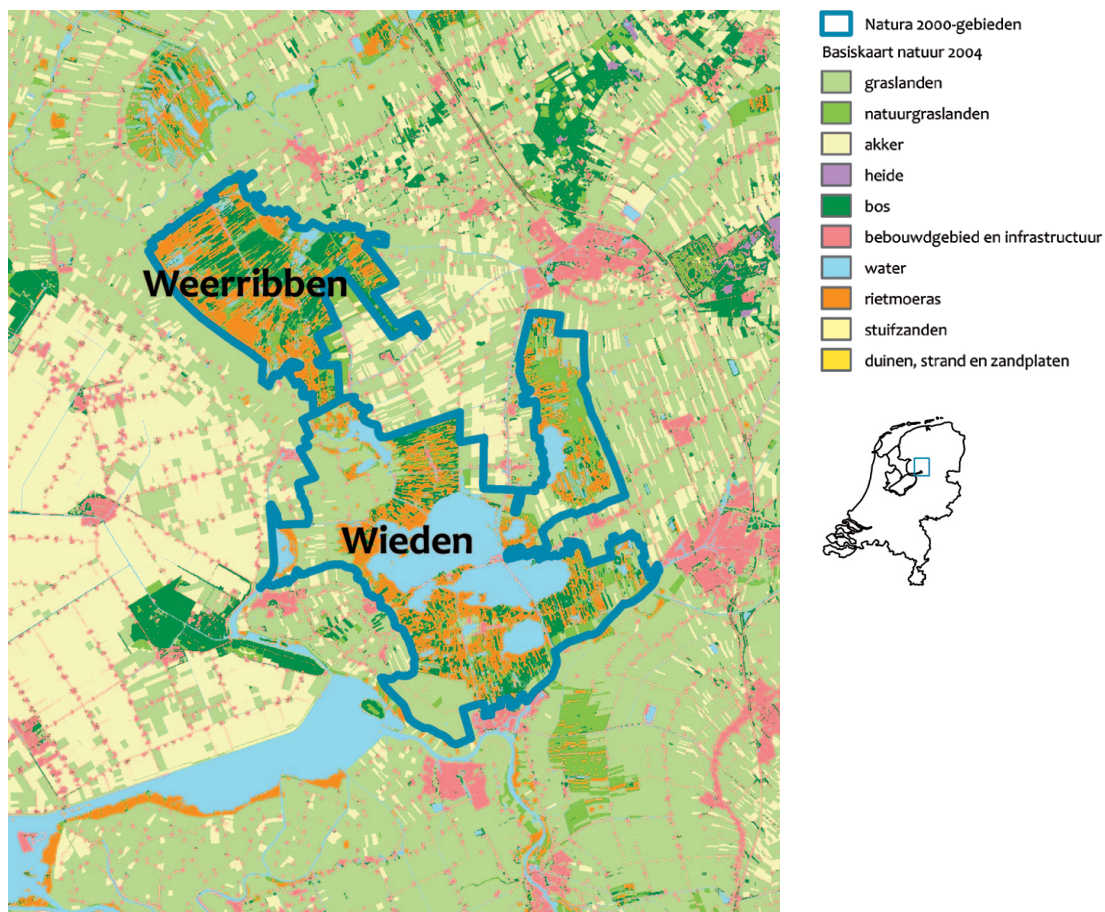 Weerribben
Wieden
Natura 2000-gebieden
Basiskaart natuur 2004
graslanden
natuurgraslanden
akker
heide
bos
bebouwdgebied en infrastructuur
water
rietmoeras
stuifzanden
duinen, strand en zandplaten